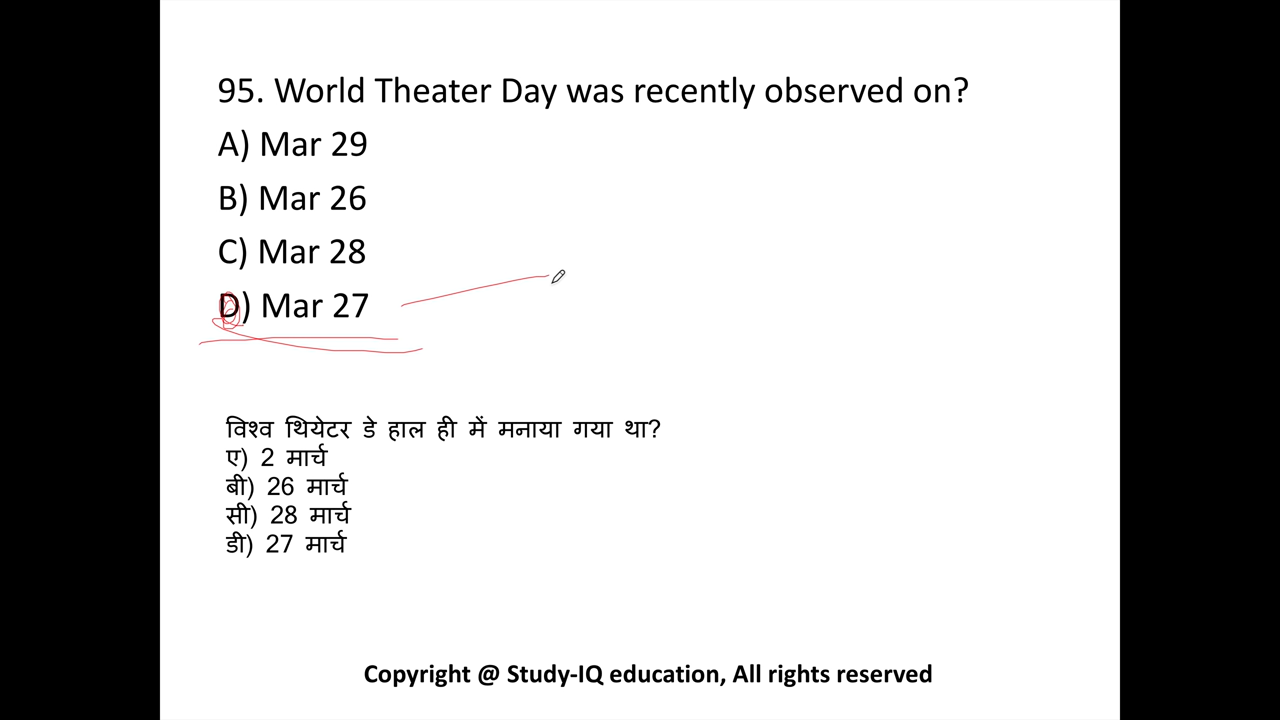 95. World Theater Day was recently observed on?
A) Mar 29
B) Mar 26
C) Mar 28
D) Mar 27
विश्व थियेटर डे हाल ही में मनाया गया था?
ए) 2 मार्च
बी) 26 मार्च
सी) 28 मार्च
डी) 27 मार्च
Copyright @ Study-IQ education, All rights reserved